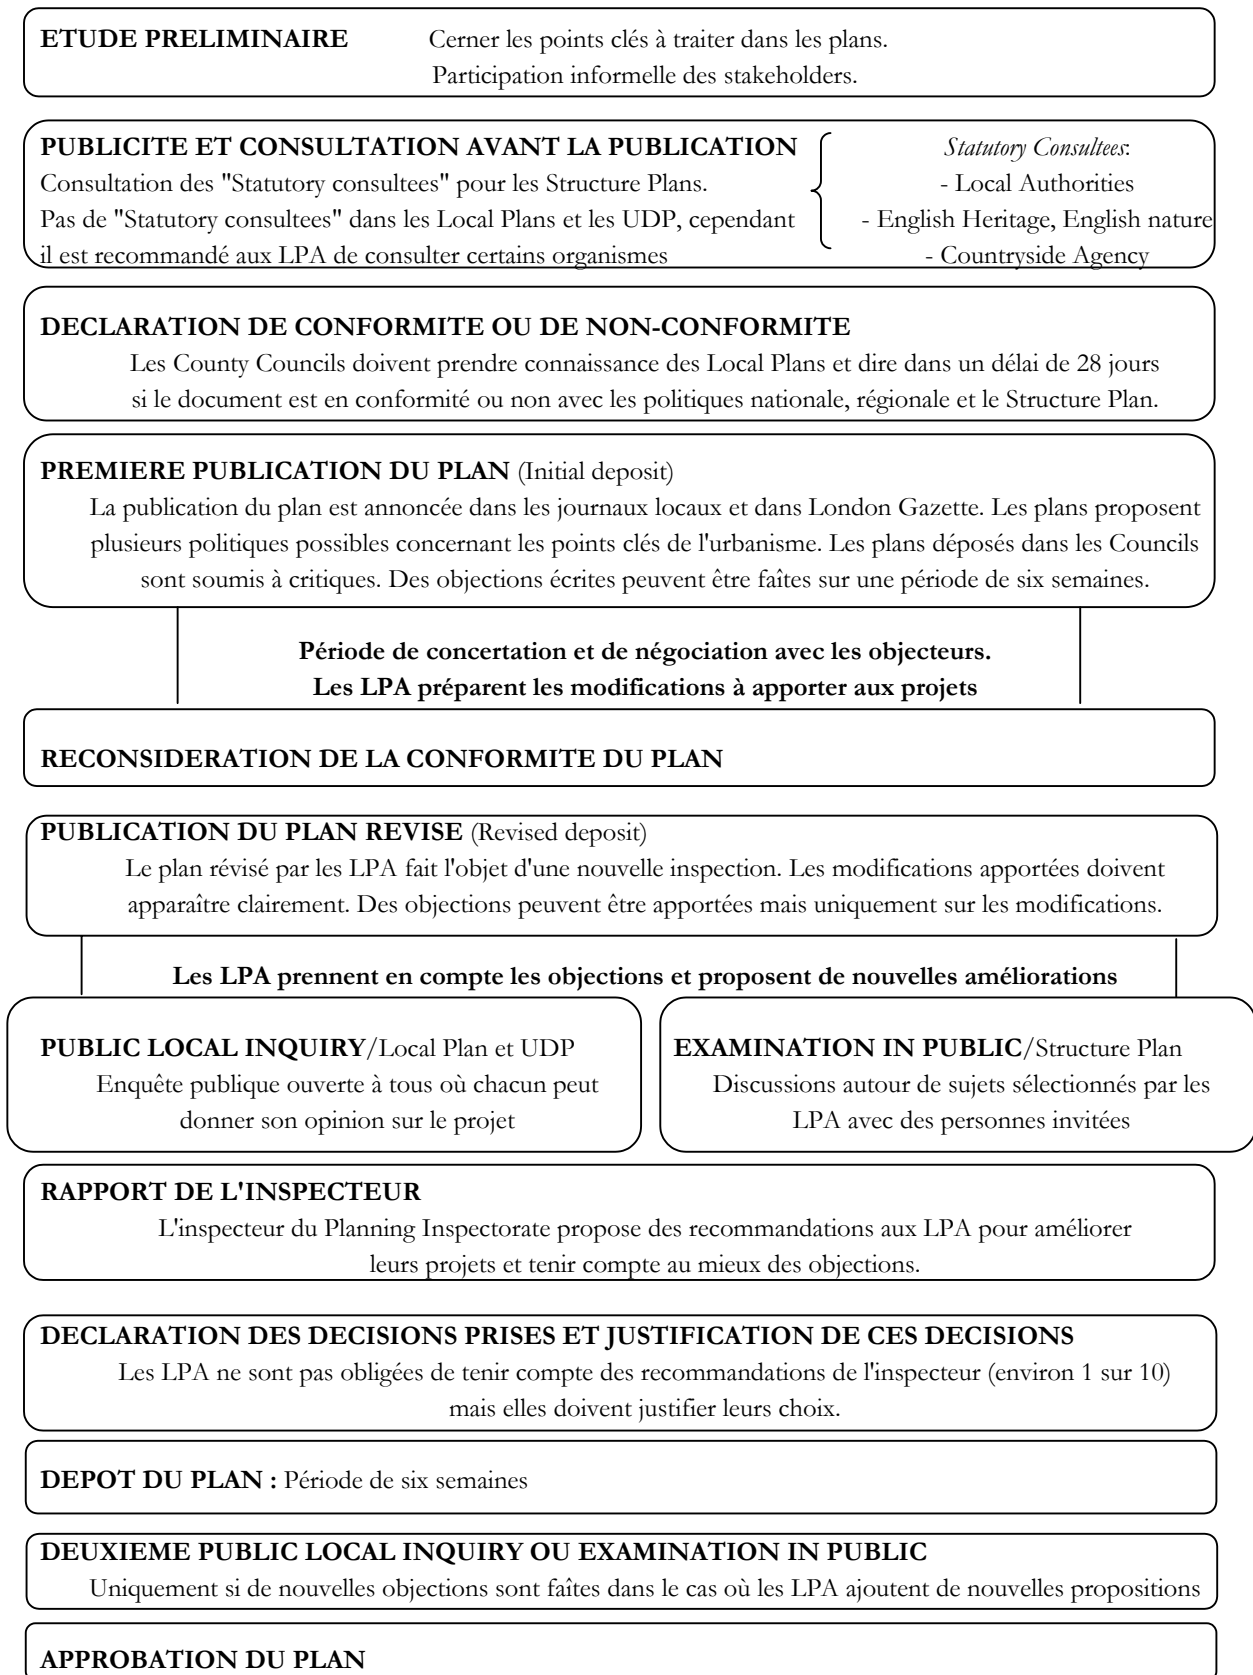 ETUDE PRELIMINAIRE Cerner les points clés à traiter dans les plans.
Participation informelle des stakeholders.
PUBLICITE ET CONSULTATION AVANT LA PUBLICATION
Consultation des "Statutory consultees" pour les Structure Plans.
Pas de "Statutory consultees" dans les Local Plans et les UDP, cependant
il est recommandé aux LPA de consulter certains organismes
Statutory Consultees:
- Local Authorities
- English Heritage, English nature
- Countryside Agency
DECLARATION DE CONFORMITE OU DE NON-CONFORMITE
Les County Councils doivent prendre connaissance des Local Plans et dire dans un délai de 28 jours
si le document est en conformité ou non avec les politiques nationale, régionale et le Structure Plan.
PREMIERE PUBLICATION DU PLAN (Initial deposit)
La publication du plan est annoncée dans les journaux locaux et dans London Gazette. Les plans proposent
plusieurs politiques possibles concernant les points clés de l'urbanisme. Les plans déposés dans les Councils
sont soumis à critiques. Des objections écrites peuvent être faîtes sur une période de six semaines.
Période de concertation et de négociation avec les objecteurs.
Les LPA préparent les modifications à apporter aux projets
RECONSIDERATION DE LA CONFORMITE DU PLAN
PUBLICATION DU PLAN REVISE (Revised deposit)
Le plan révisé par les LPA fait l'objet d'une nouvelle inspection. Les modifications apportées doivent
apparaître clairement. Des objections peuvent être apportées mais uniquement sur les modifications.
Les LPA prennent en compte les objections et proposent de nouvelles améliorations
PUBLIC LOCAL INQUIRY/Local Plan et UDP
Enquête publique ouverte à tous où chacun peut
donner son opinion sur le projet
EXAMINATION IN PUBLIC/Structure Plan
Discussions autour de sujets sélectionnés par les
LPA avec des personnes invitées
RAPPORT DE L'INSPECTEUR
L'inspecteur du Planning Inspectorate propose des recommandations aux LPA pour améliorer
leurs projets et tenir compte au mieux des objections.
DECLARATION DES DECISIONS PRISES ET JUSTIFICATION DE CES DECISIONS
Les LPA ne sont pas obligées de tenir compte des recommandations de l'inspecteur (environ 1 sur 10)
mais elles doivent justifier leurs choix.
DEPOT DU PLAN : Période de six semaines
DEUXIEME PUBLIC LOCAL INQUIRY OU EXAMINATION IN PUBLIC
Uniquement si de nouvelles objections sont faîtes dans le cas où les LPA ajoutent de nouvelles propositions
APPROBATION DU PLAN